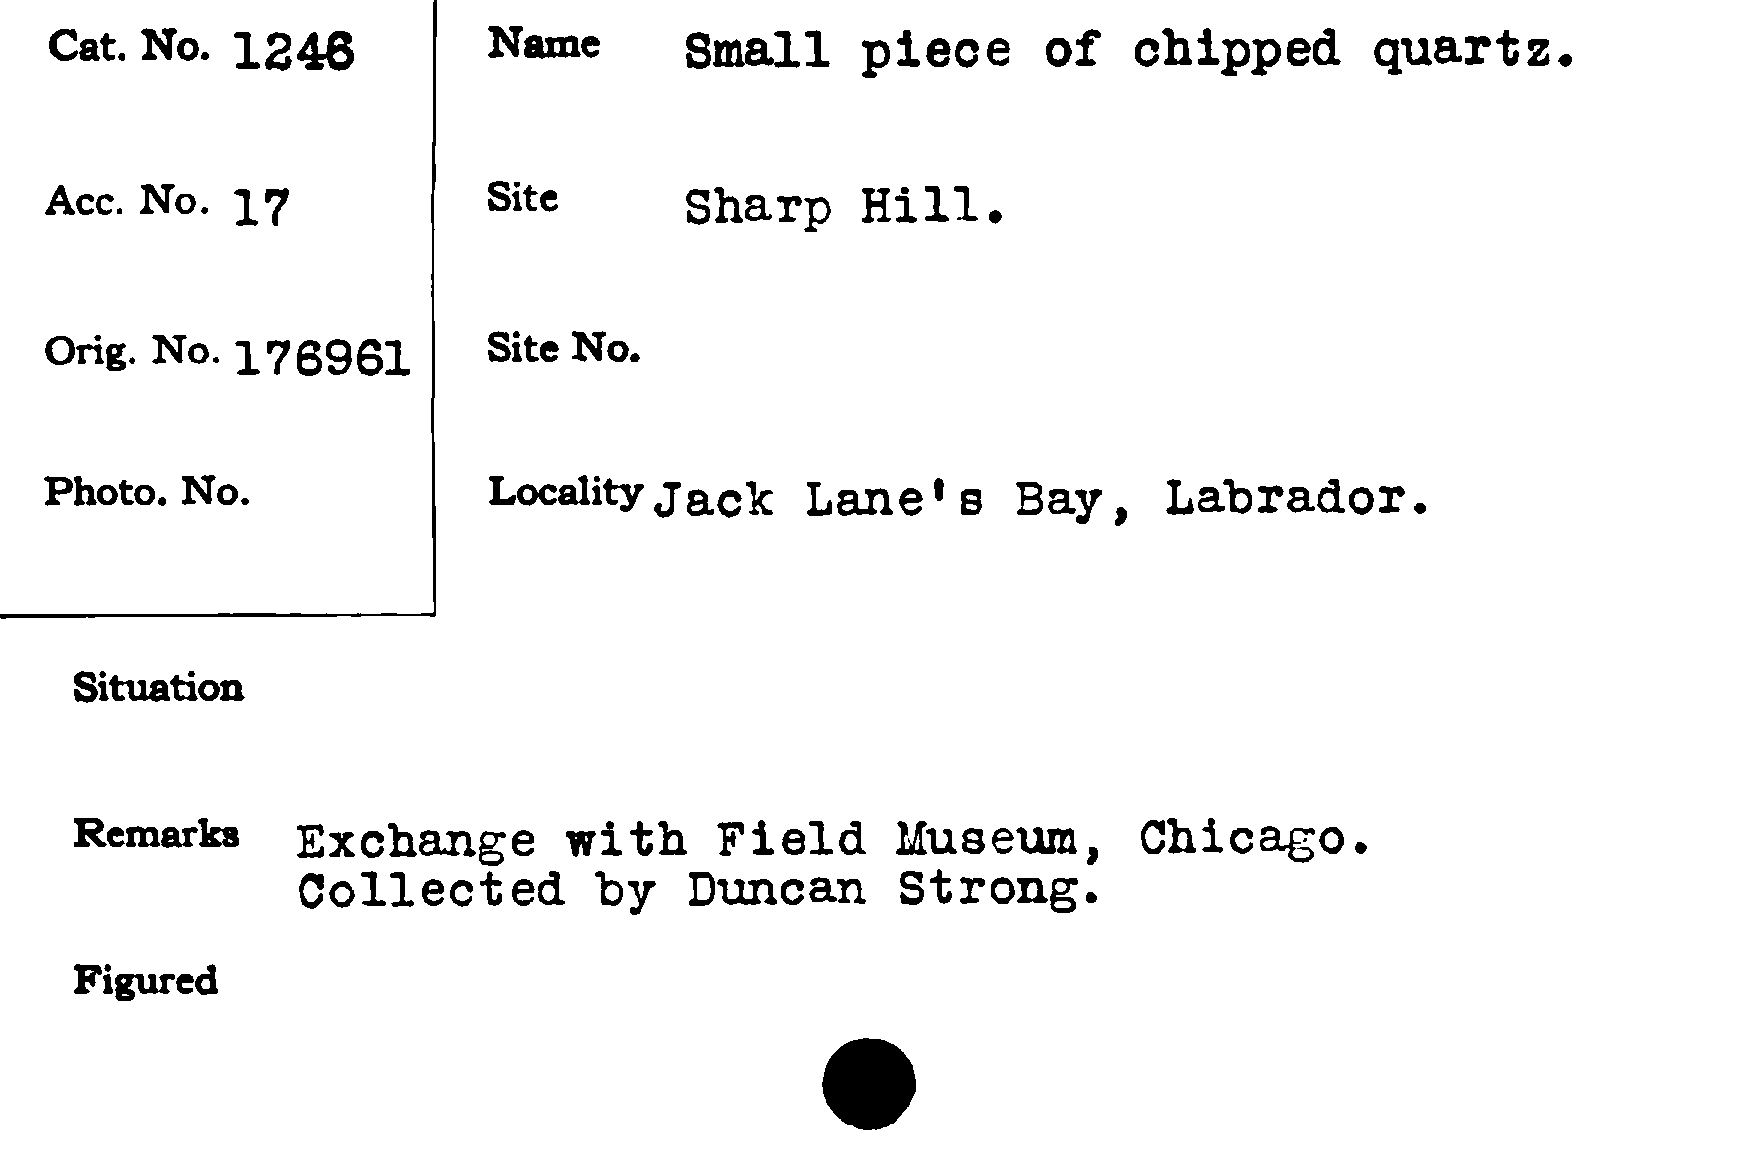 Cat. No. 1246
Name Small piece of chipped quartz.
Acc. No. 17
Site Sharp Hill.
Orig. No. 176961
Site No.
Photo. No.
Locality Jack Lane's Bay, Labrador.
Situation
Remarks Exchange with Field Museum, Chicago.
Collected by Duncan Strong.
Figured